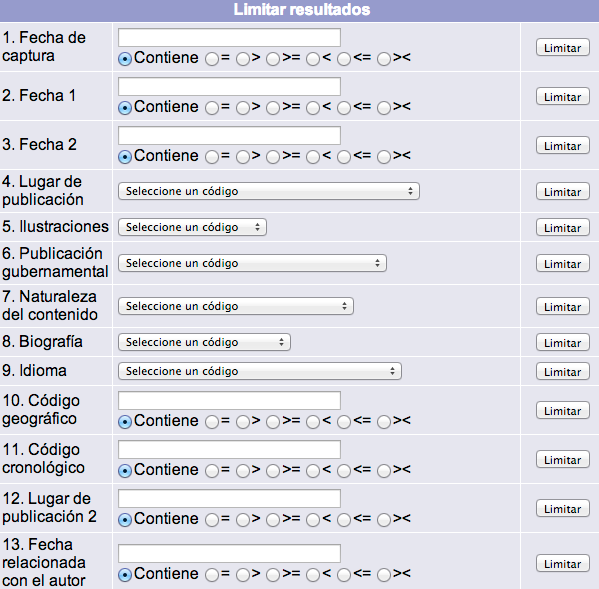 Limitar resultados
1. Fecha de
captura
Contiene = > >= < <= ><
Limitar
2. Fecha 1
Contiene = > >= < <= ><
Limitar
3. Fecha 2
Contiene = > >= < <= ><
Limitar
4. Lugar de
publicación
Seleccione un código
Limitar
5. Ilustraciones
Seleccione un código
Limitar
6. Publicación
gubernamental
Seleccione un código
Limitar
7. Naturaleza
del contenido
Seleccione un código
Limitar
8. Biografía
Seleccione un código
Limitar
9. Idioma
Seleccione un código
Limitar
10. Código
geográfico
Contiene = > >= < <= ><
Limitar
11. Código
cronológico
Contiene = > >= < <= ><
Limitar
12. Lugar de
publicación 2
Contiene = > >= < <= ><
Limitar
13. Fecha
relacionada
con el autor
Contiene = > >= < <= ><
Limitar